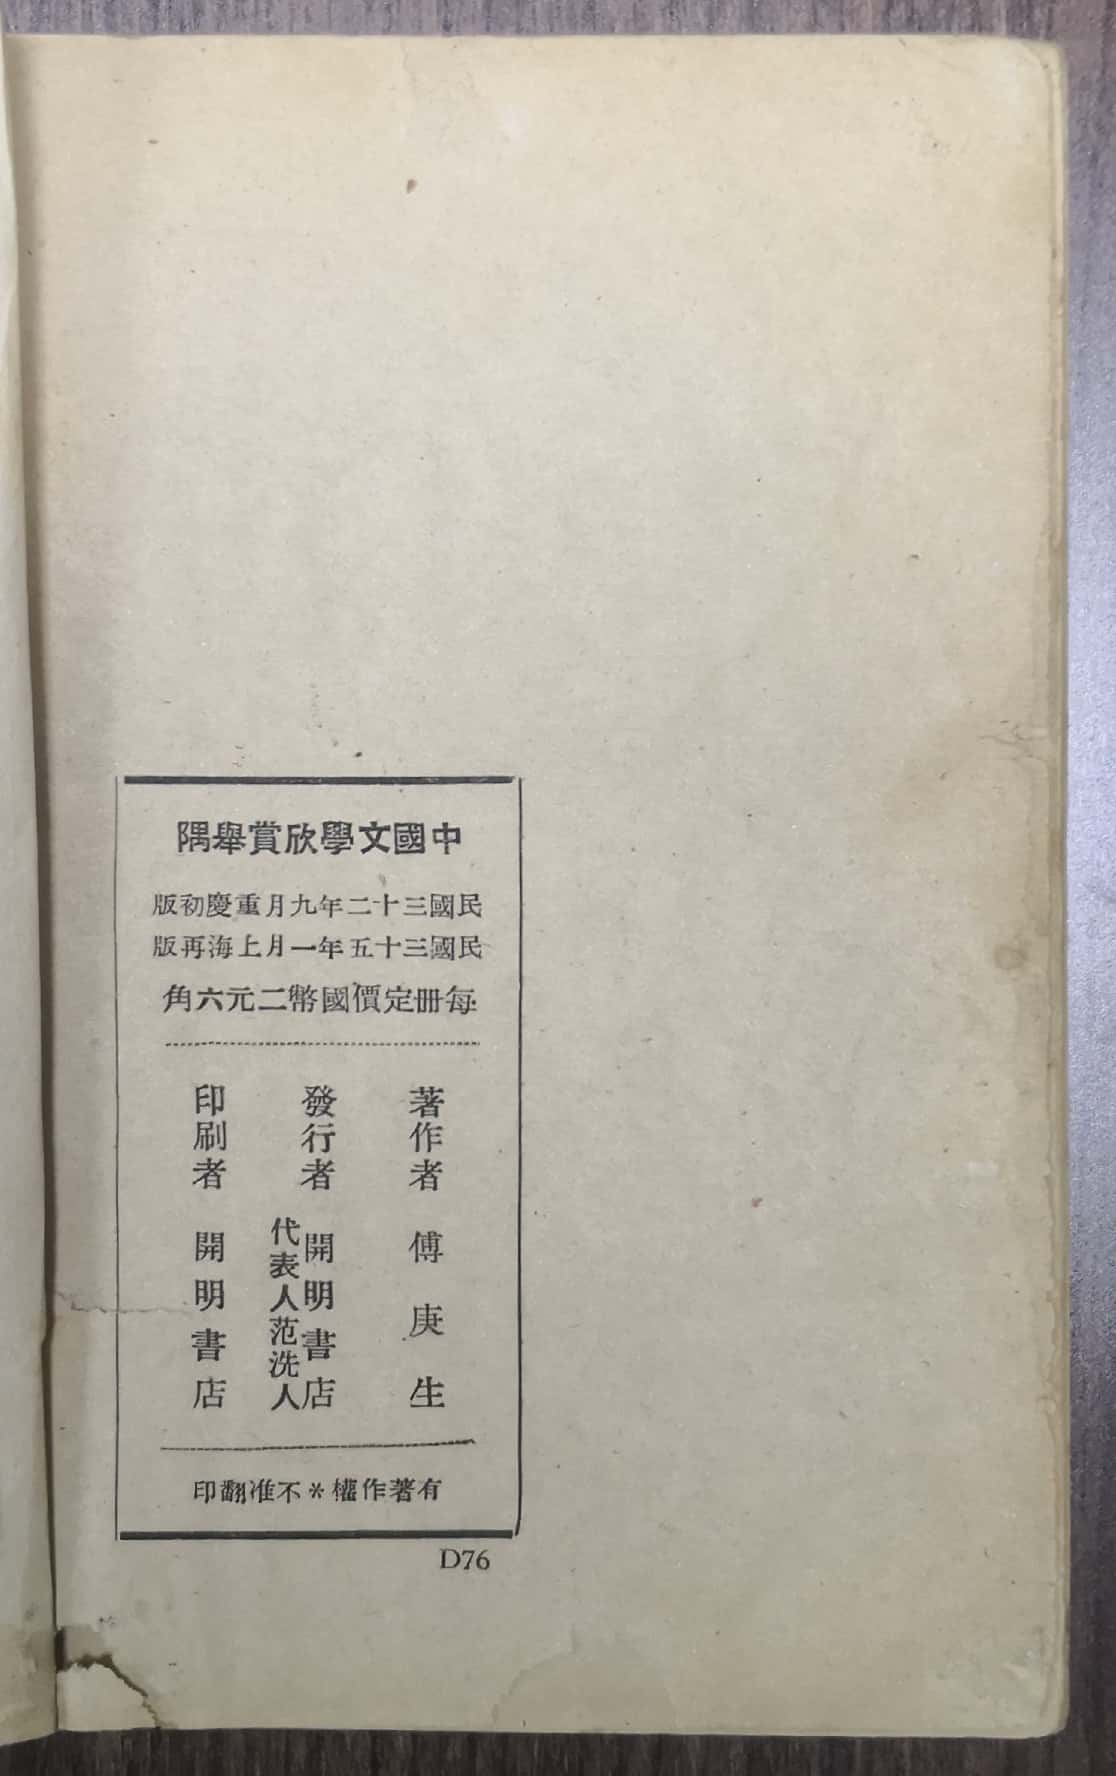 中國文學欣賞舉隅
民國三十二年九月重慶初版
民國三十五年一月上海再版
每册定價國幣二元六角
著作者 傅庚生
發行者 開明書店
代表人范洗人
印刷者 開明書店
有著作權*不准翻印
D76